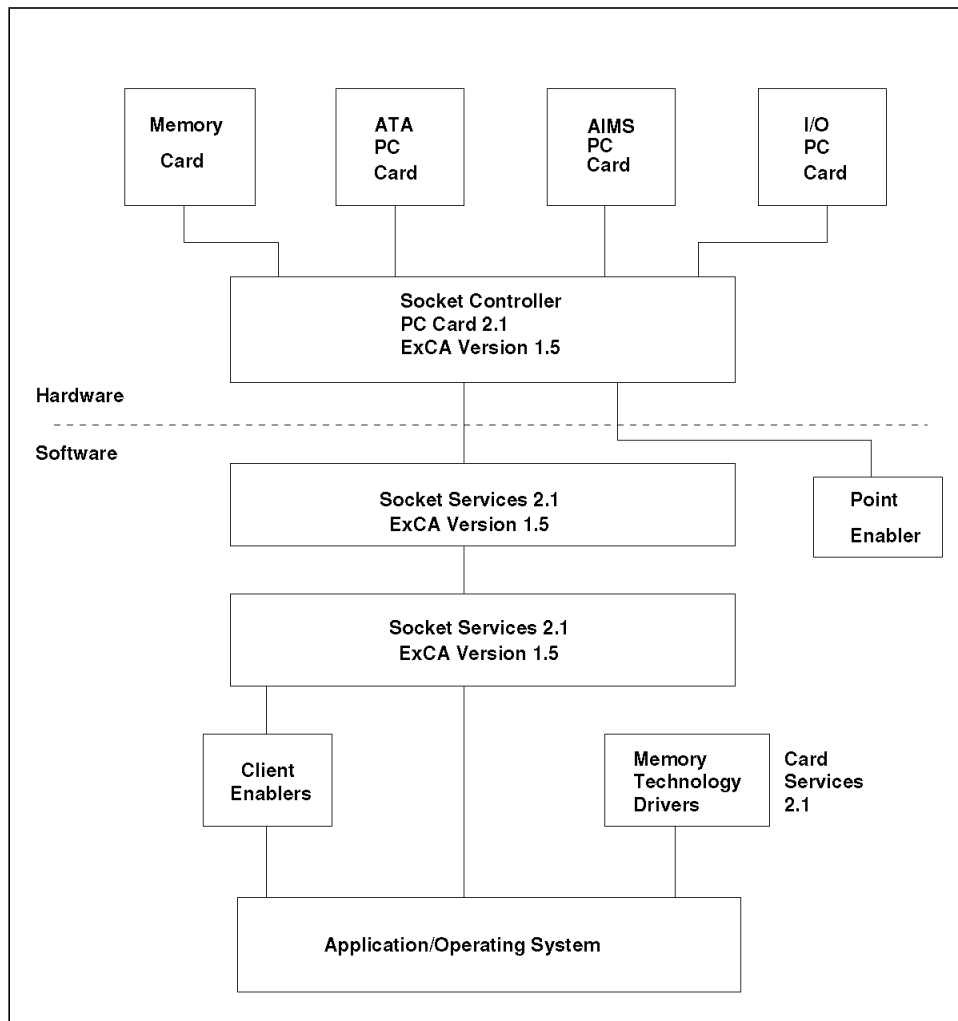 Memory
Card
ATA
PC
Card
AIMS
PC
Card
I/O
PC
Card
Socket Controller
PC Card 2.1
ExCA Version 1.5
Hardware
Software
Socket Services 2.1
ExCA Version 1.5
Point
Enabler
Socket Services 2.1
ExCA Version 1.5
Client
Enablers
Memory
Technology
Drivers
Card
Services
2.1
Application/Operating System